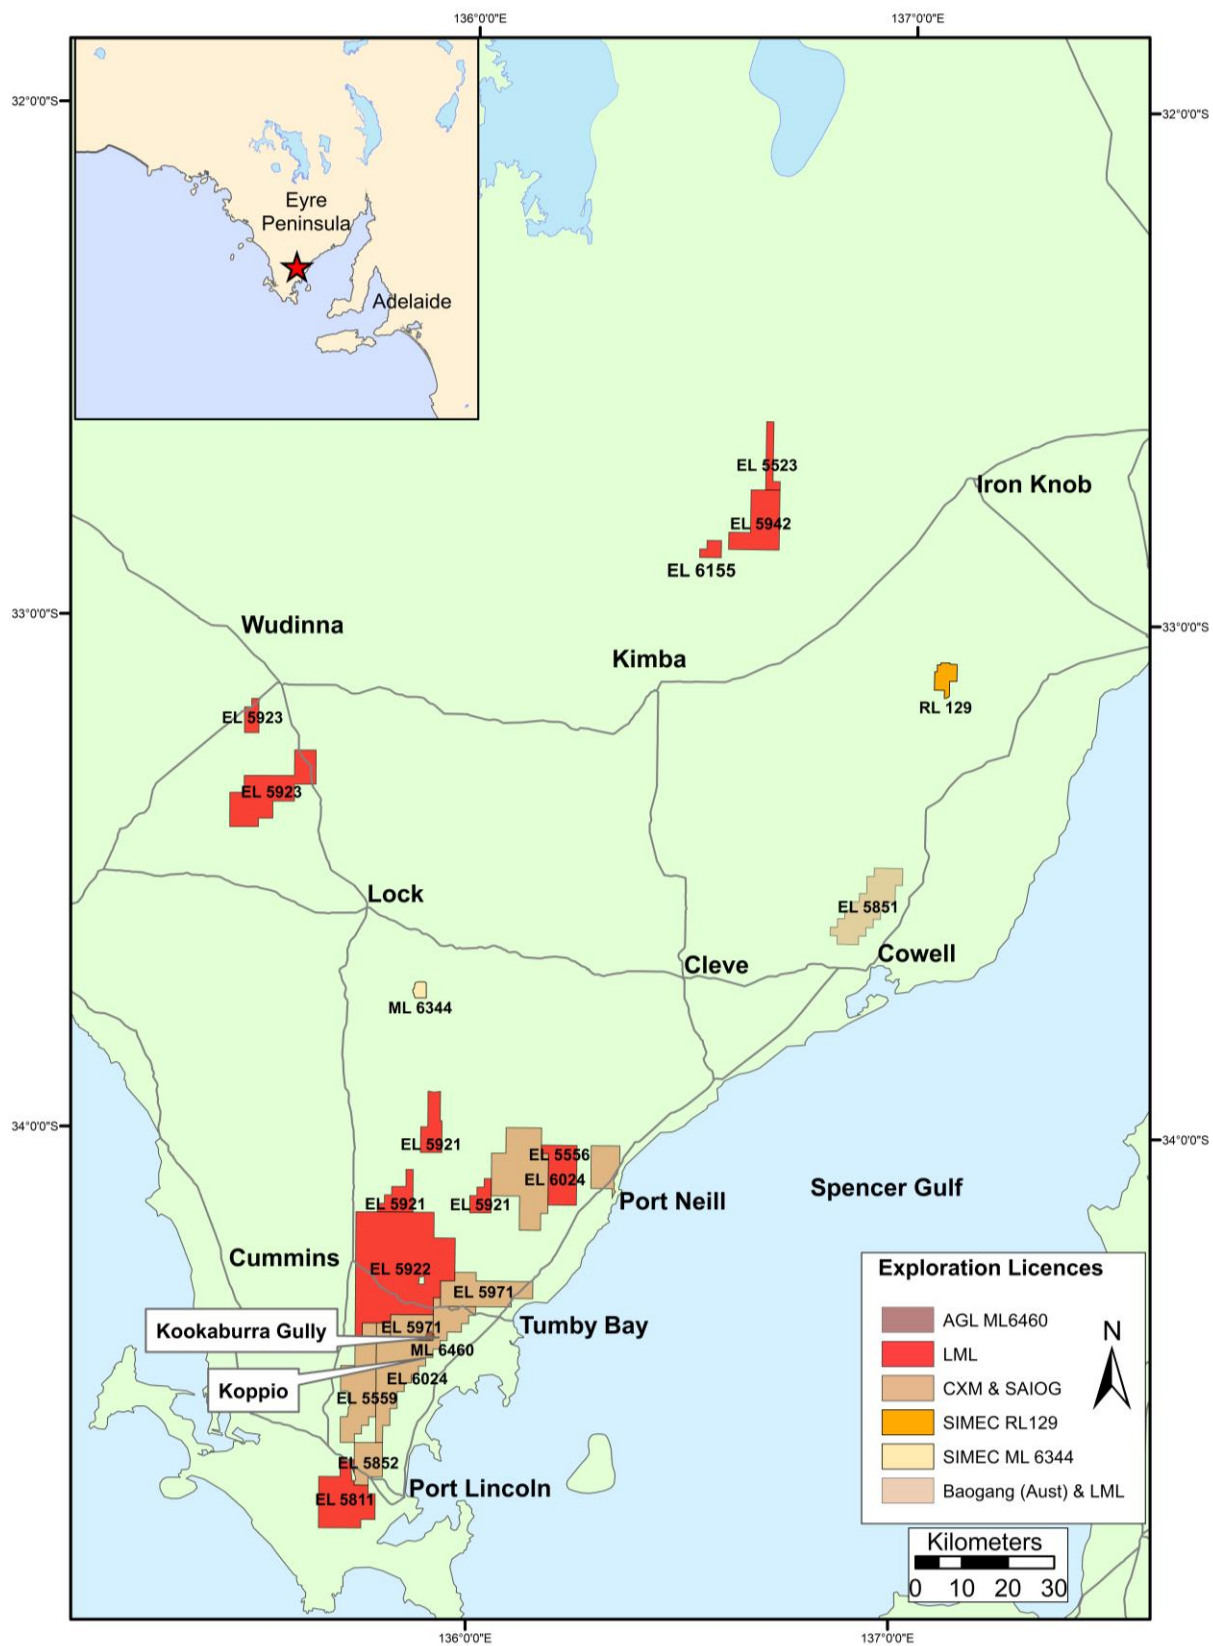 136°0'0"E
137°0'0"E
32°0'0"S
32°0'0"S
Eyre
Peninsula
Adelaide
EL 5523
Iron Knob
EL 5942
EL 6155
33°0'0"S
33°0'0"S
Wudinna
Kimba
RL 129
EL 5923
EL 5923
Lock
EL 5851
Cowell
Cleve
ML 6344
34°0'0"S
34°0'0"S
EL 5921
EL 5556
EL 6024
EL 5921
EL 5921
Port Neill
Spencer Gulf
Cummins
EL 5922
EL 5971
Tumby Bay
EL 5971
Kookaburra Gully
ML 6460
Koppio
EL 6024
EL 5559
EL 5852
Port Lincoln
EL 5811
Exploration Licences
AGL ML6460
LML
CXM & SAIOG
SIMEC RL129
SIMEC ML 6344
Baogang (Aust) & LML
N
Kilometers
0 10 20 30
136°0'0"E
137°0'0"E